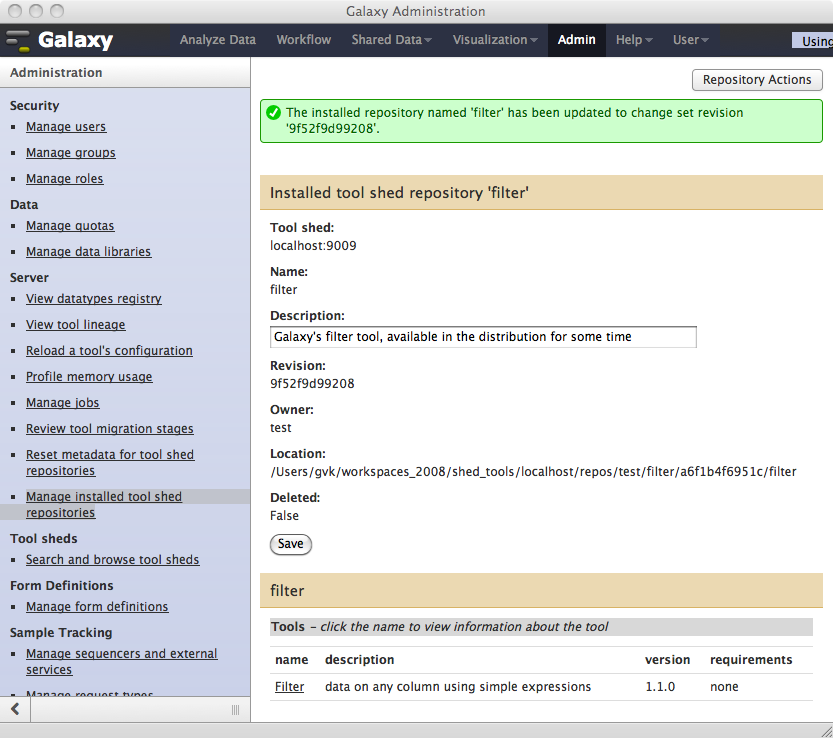 Galaxy Administration
Galaxy
Analyze Data Workflow Shared Data Visualization Admin Help User Using
Administration
Security
Manage users
Manage groups
Manage roles
Data
Manage quotas
Manage data libraries
Server
View datatypes registry
View tool lineage
Reload a tool's configuration
Profile memory usage
Manage jobs
Review tool migration stages
Reset metadata for tool shed
repositories
Manage installed tool shed
repositories
Tool sheds
Search and browse tool sheds
Form Definitions
Manage form definitions
Sample Tracking
Manage sequencers and external
services
Manage request types
Repository Actions
The installed repository named 'filter' has been updated to change set revision
'9f52f9d99208'.
Installed tool shed repository 'filter'
Tool shed:
localhost:9009
Name:
filter
Description:
Galaxy's filter tool, available in the distribution for some time
Revision:
9f52f9d99208
Owner:
test
Location:
/Users/gvk/workspaces_2008/shed_tools/localhost/repos/test/filter/a6f1b4f6951c/filter
Deleted:
False
Save
filter
Tools - click the name to view information about the tool
name description version requirements
Filter data on any column using simple expressions 1.1.0 none